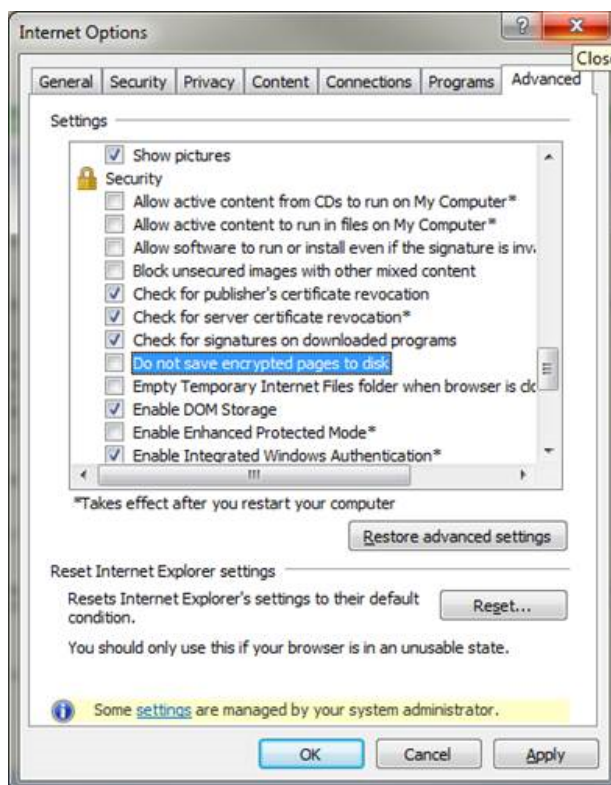 Internet Options
Close
General Security Privacy Content Connections Programs Advanced
Settings
Show pictures
Security
Allow active content from CDs to run on My Computer*
Allow active content to run in files on My Computer*
Allow software to run or install even if the signature is
Block unsecured images with other mixed content
Check for publisher's certificate revocation
Check for server certificate revocation*
Check for signatures on downloaded programs
Do not save encrypted pages to disk
Empty Temporary Internet Files folder when browser is
Enable DOM Storage
Enable Enhanced Protected Mode*
Enable Integrated Windows Authentication*
*Takes effect after you restart your computer
Restore advanced settings
Reset Internet Explorer settings
Resets Internet Explorer's settings to their default
condition.
Reset...
You should only use this if your browser is in an unusable state.
Some settings are managed by your system administrator.
OK Cancel Apply